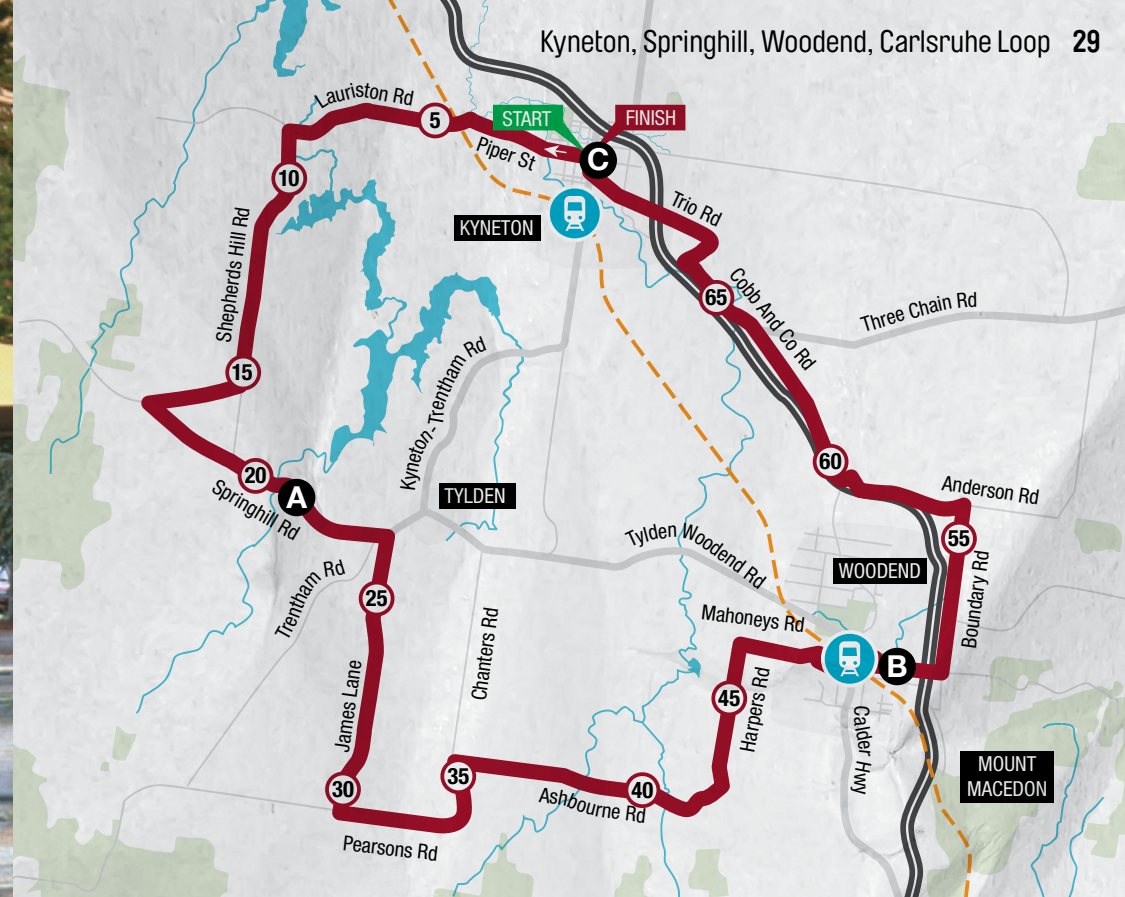 Kyneton, Springhill, Woodend, Carlsruhe Loop 29
Lauriston Rd
5
START
FINISH
Piper St
C
10
KYNETON
Trio Rd
Shepherds Hill Rd
65
Cobb And Co Rd
Three Chain Rd
15
Kyneton-Trentham Rd
60
20
A
Springhill Rd
TYLDEN
Anderson Rd
55
Tylden Woodend Rd
WOODEND
Trentham Rd
25
Boundary Rd
Mahoneys Rd
Chanters Rd
B
James Lane
45
Harpers Rd
Calder Hwy
30
35
40
Ashbourne Rd
MOUNT
MACEDON
Pearsons Rd